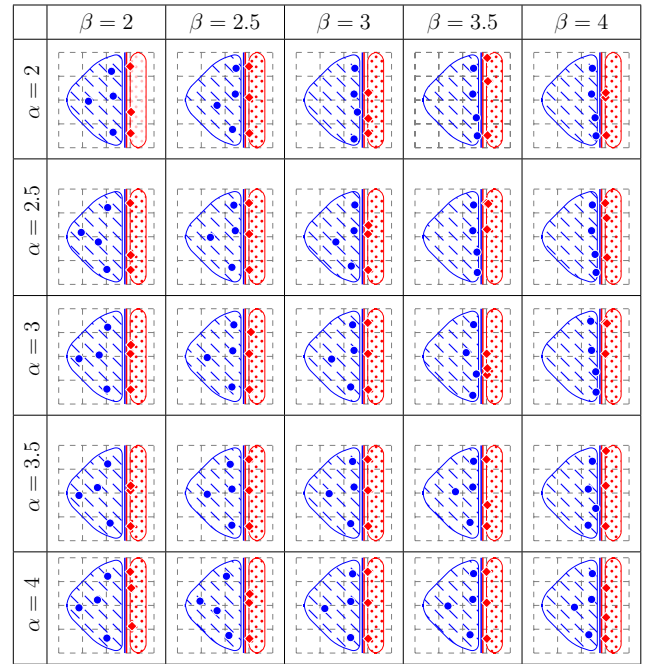 β = 2 β = 2.5 β = 3 β = 3.5 β = 4
α = 2
α = 2.5
α = 3
α = 3.5
α = 4